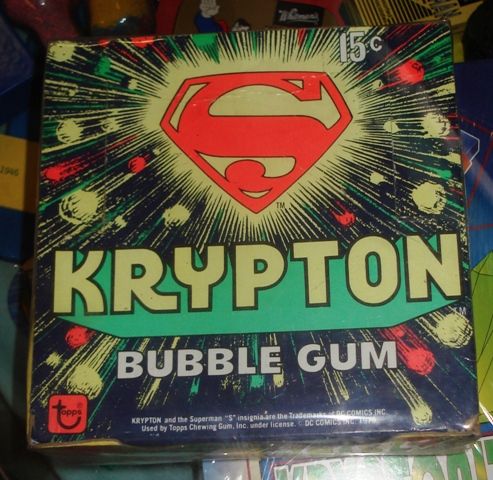 15¢
S
TM
KRYPTON
BUBBLE GUM
topps
KRYPTON and the Superman "S" insignia are the Trademarks of DC COMICS INC.
Used by Topps Chewing Gum, Inc. under license. © DC COMICS INC.